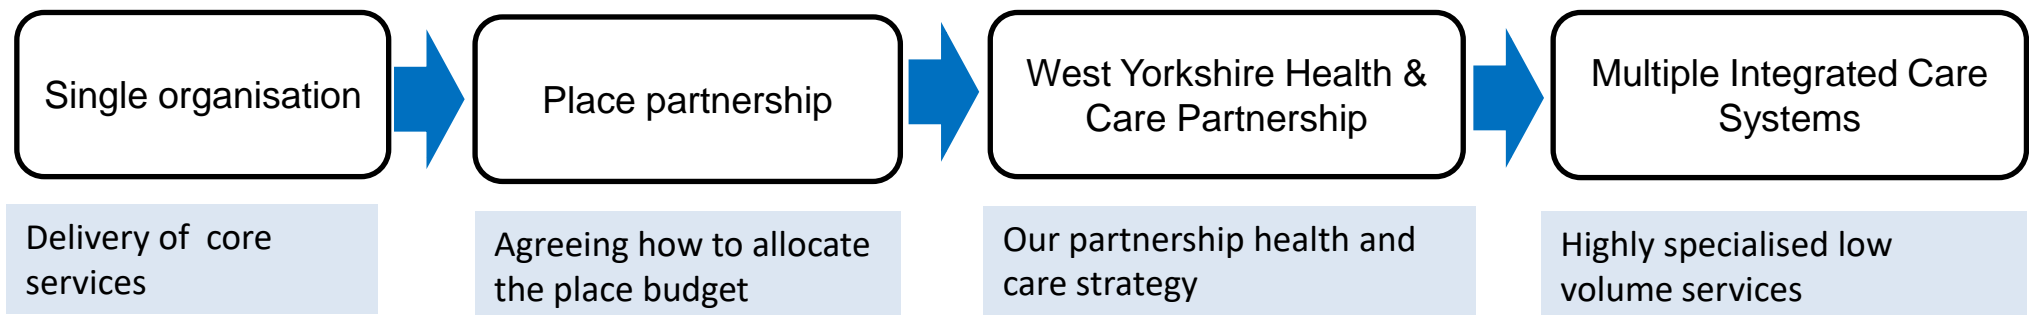 Single organisation
Place partnership
West Yorkshire Health &
Care Partnership
Multiple Integrated Care
Systems
Delivery of  core
services
Agreeing how to allocate
the place budget
Our partnership health and
care strategy
Highly specialised low
volume services